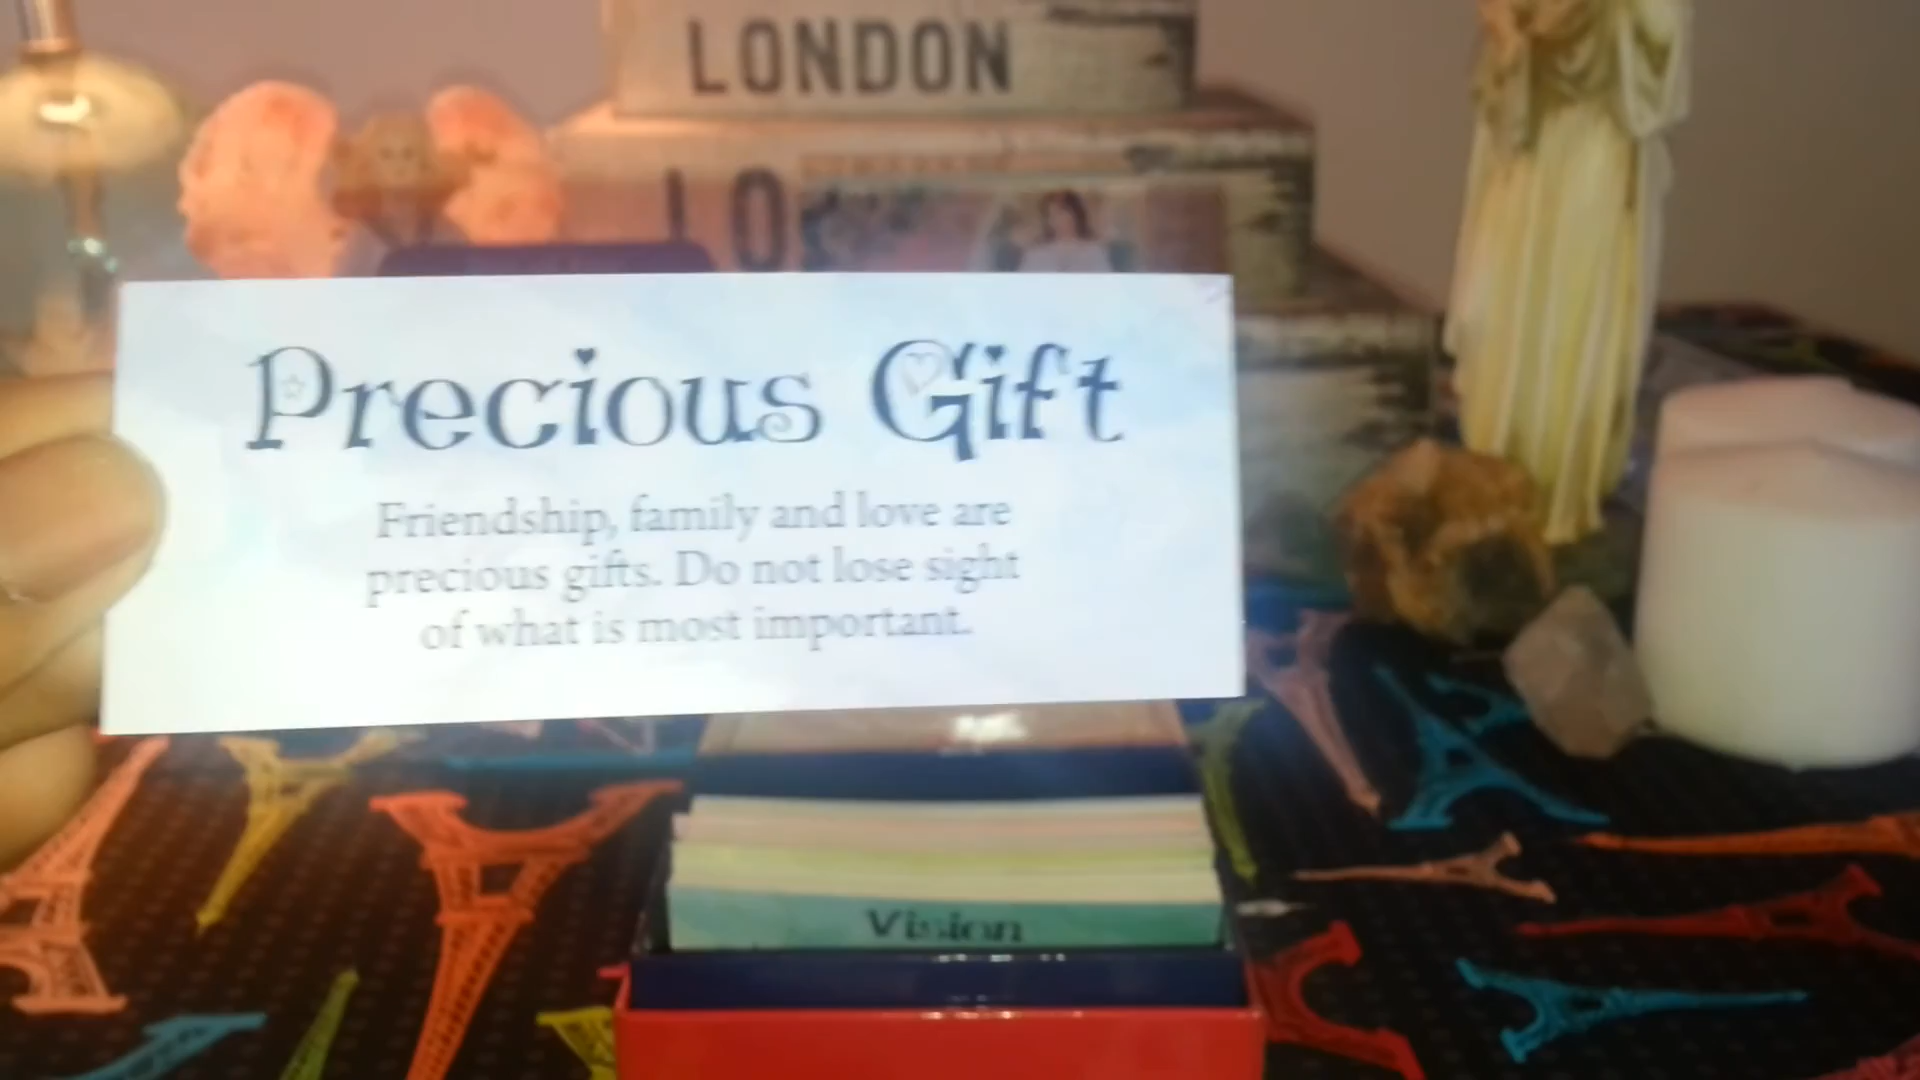 LONDON
LO
Precious Gift
Friendship, family and love are
precious gifts. Do not lose sight
of what is most important.
Vision